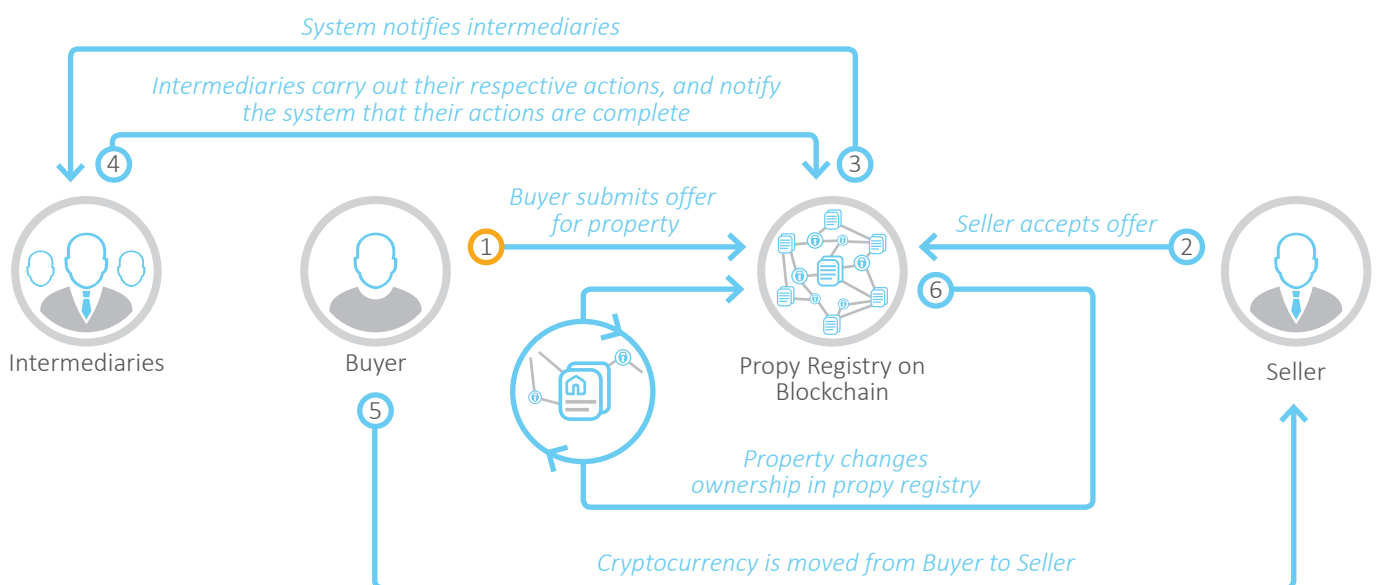 System notifies intermediaries
Intermediaries carry out their respective actions, and notify
the system that their actions are complete
4
3
Buyer submits offer
for property
1
Seller accepts offer
2
6
Intermediaries
Buyer
Propy Registry on
Blockchain
Seller
5
Property changes
ownership in propy registry
Cryptocurrency is moved from Buyer to Seller